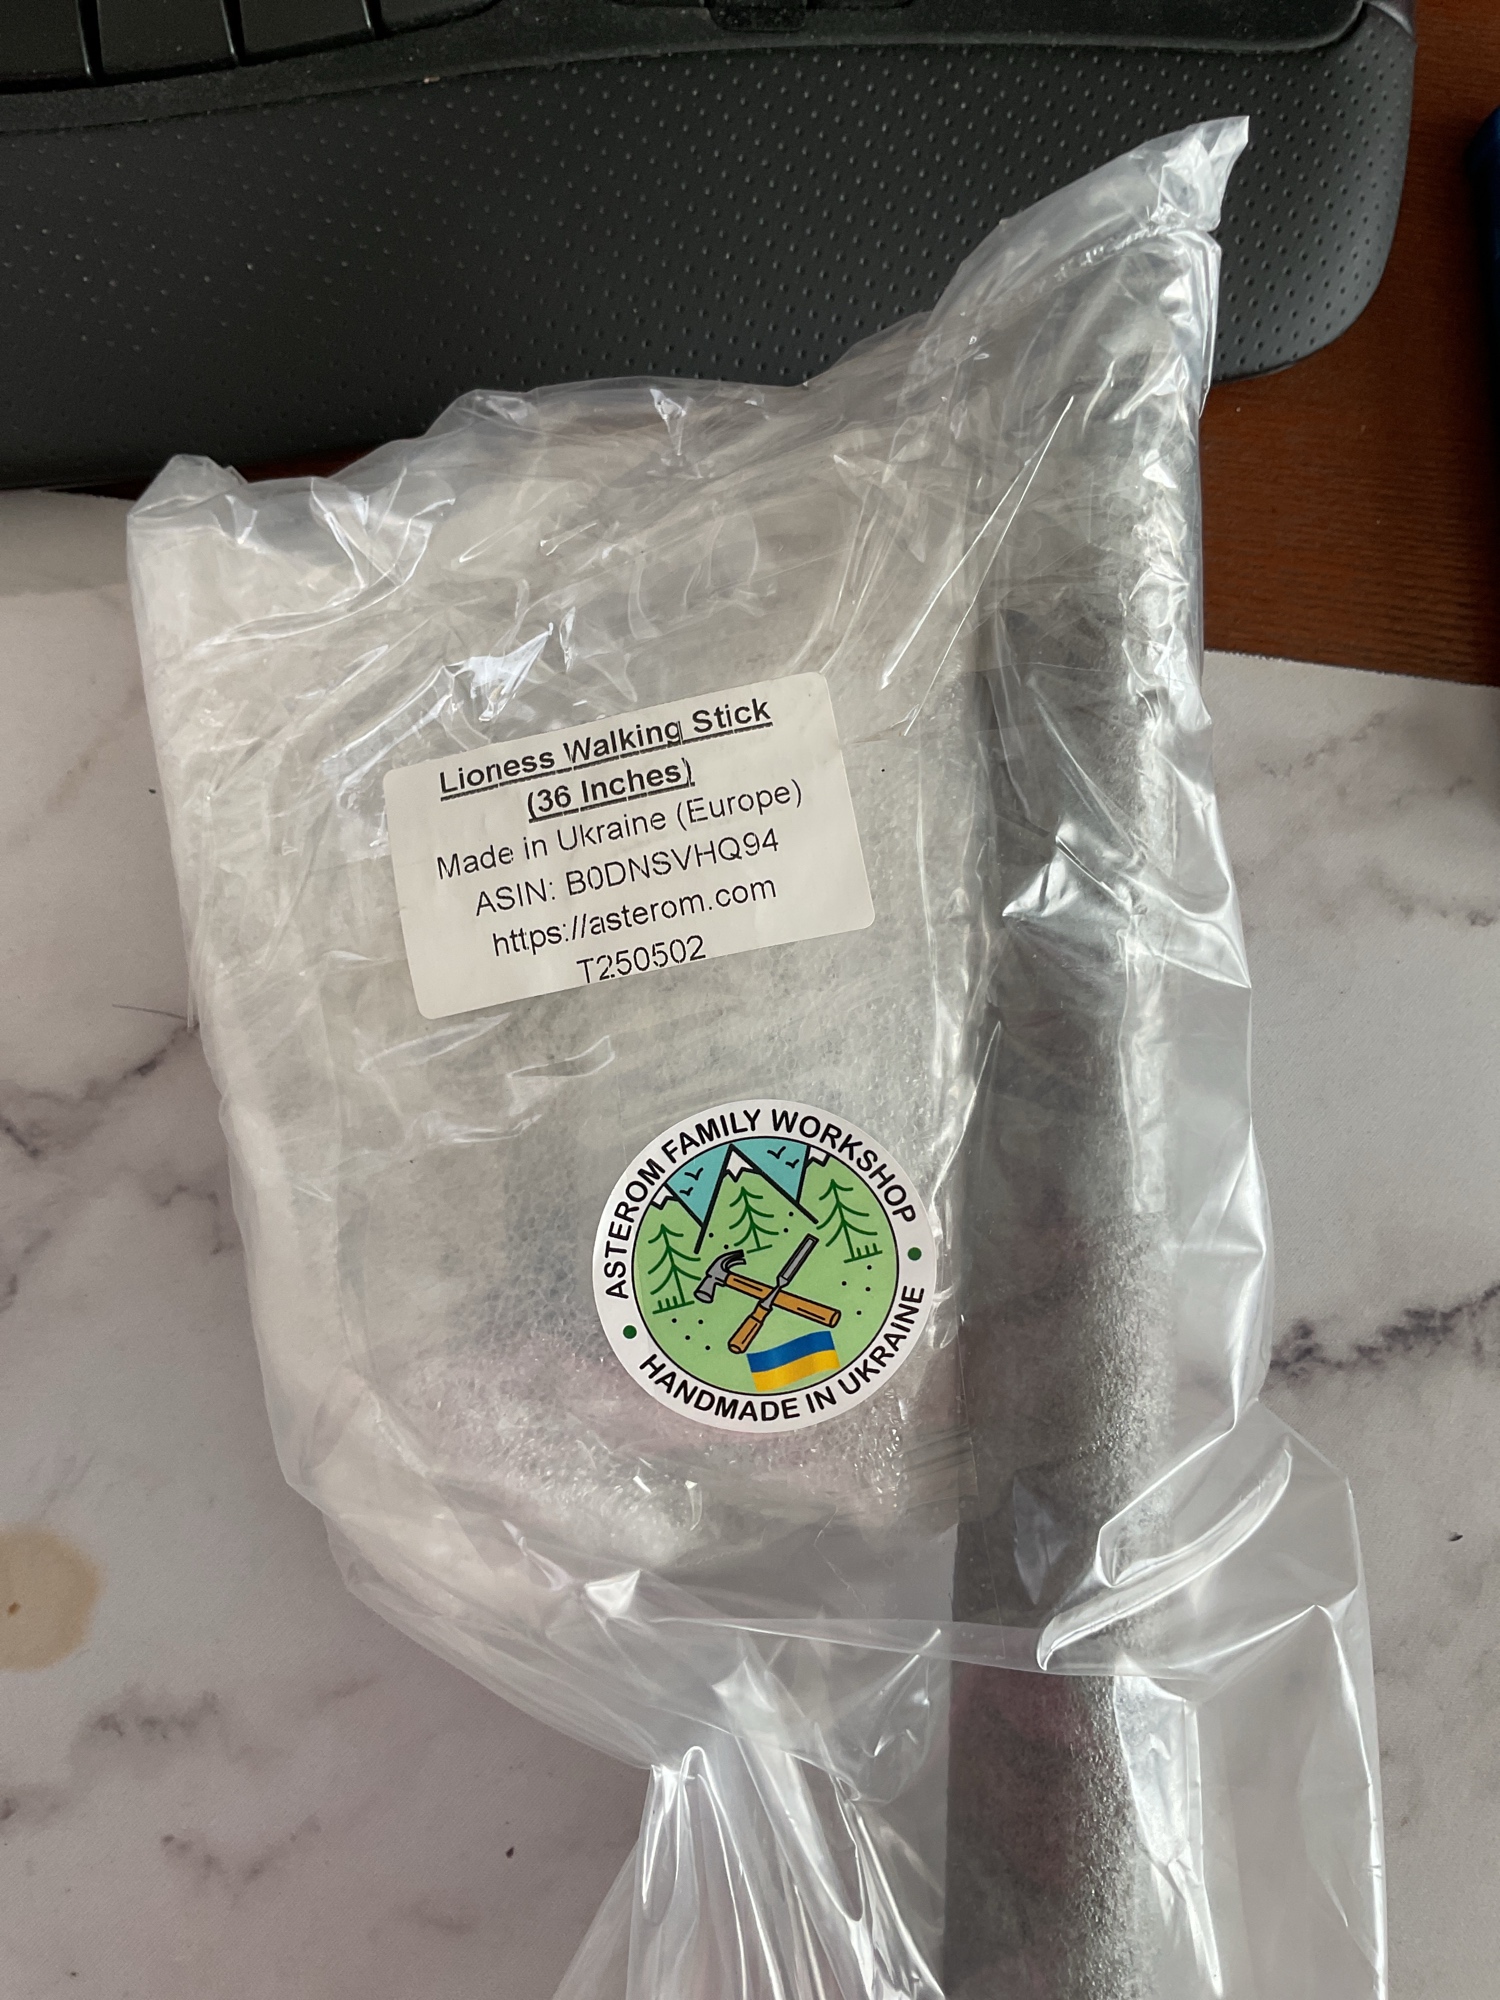 Lioness Walking Stick
(36 Inches)
Made in Ukraine (Europe)
ASIN: B0DNSVHQ94
https://asterom.com
T250502
ASTEROM FAMILY WORKSHOP
HANDMADE IN UKRAINE